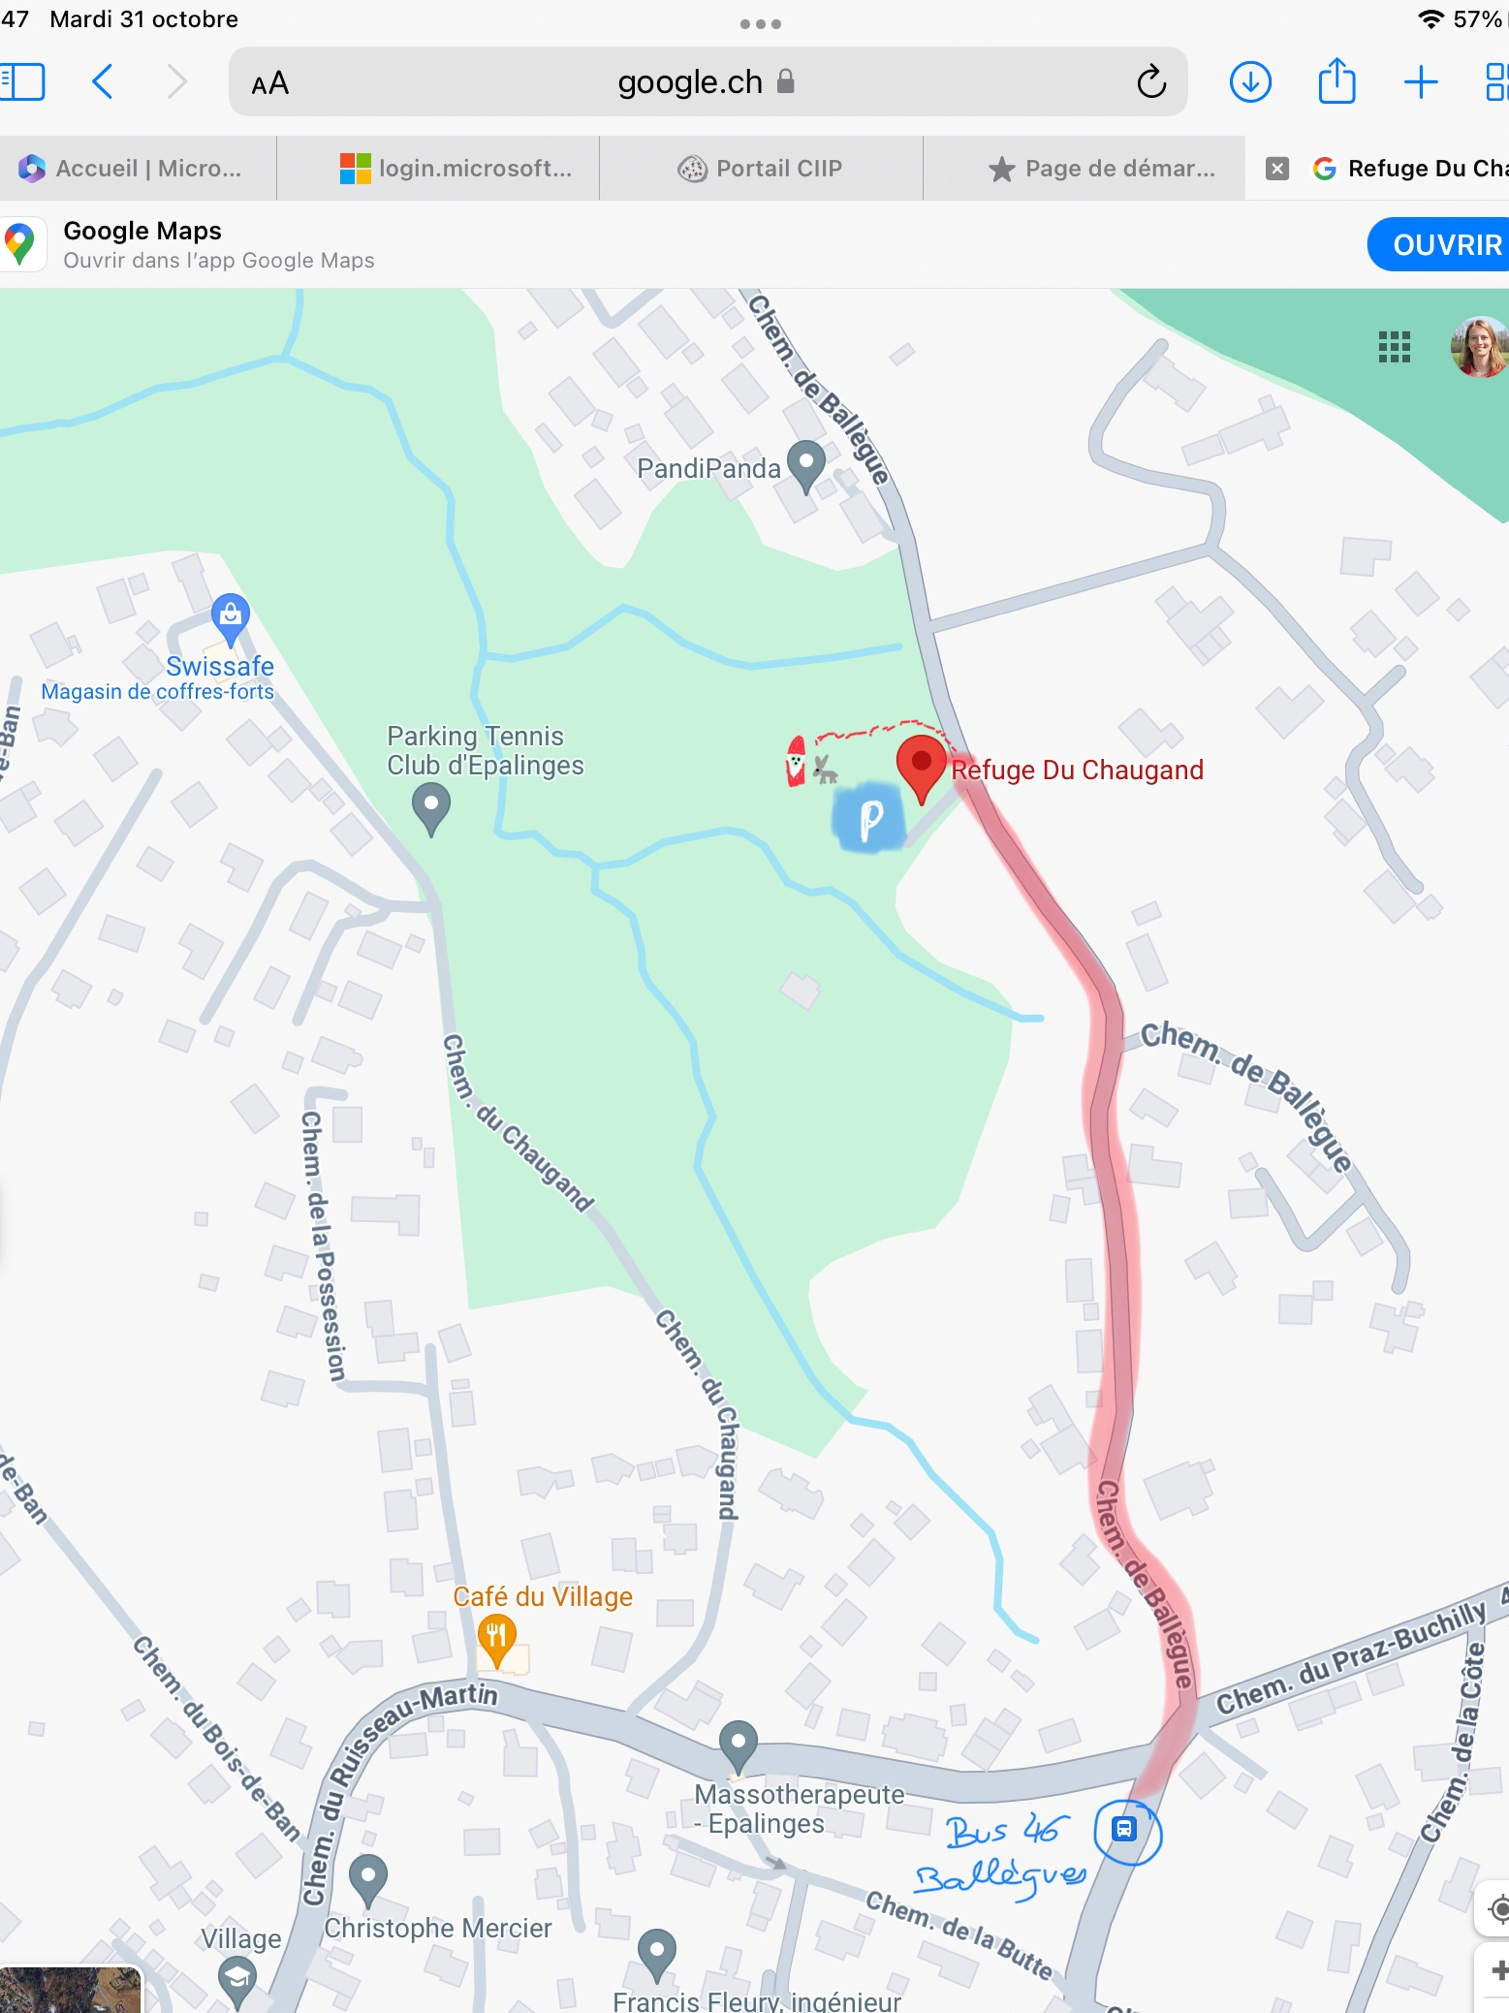 47 Mardi 31 octobre
57%
AA google.ch
Accueil | Micro...
login.microsoft...
Portail CIIP
Page de démar...
Refuge Du Cha
Google Maps
Ouvrir dans l'app Google Maps
OUVRIR
Chem. de Ballègue
PandiPanda
Swissafe
Magasin de coffres-forts
e-Ban
Parking Tennis
Club d'Epalinges
Refuge Du Chaugand
P
Chem. de Ballègue
Chem. du Chaugand
Chem. de la Possession
Chem. du Chaugand
de-Ban
Chem. de Ballègue
Café du Village
Chem. du Praz-Buchilly
Chem. du Bois-de-Ban
Chem. du Ruisseau-Martin
Chem. de la Côte
Massotherapeute
- Epalinges
Bus 46
Ballègues
Chem. de la Butte
Christophe Mercier
Village
Francis Fleury, ingénieur